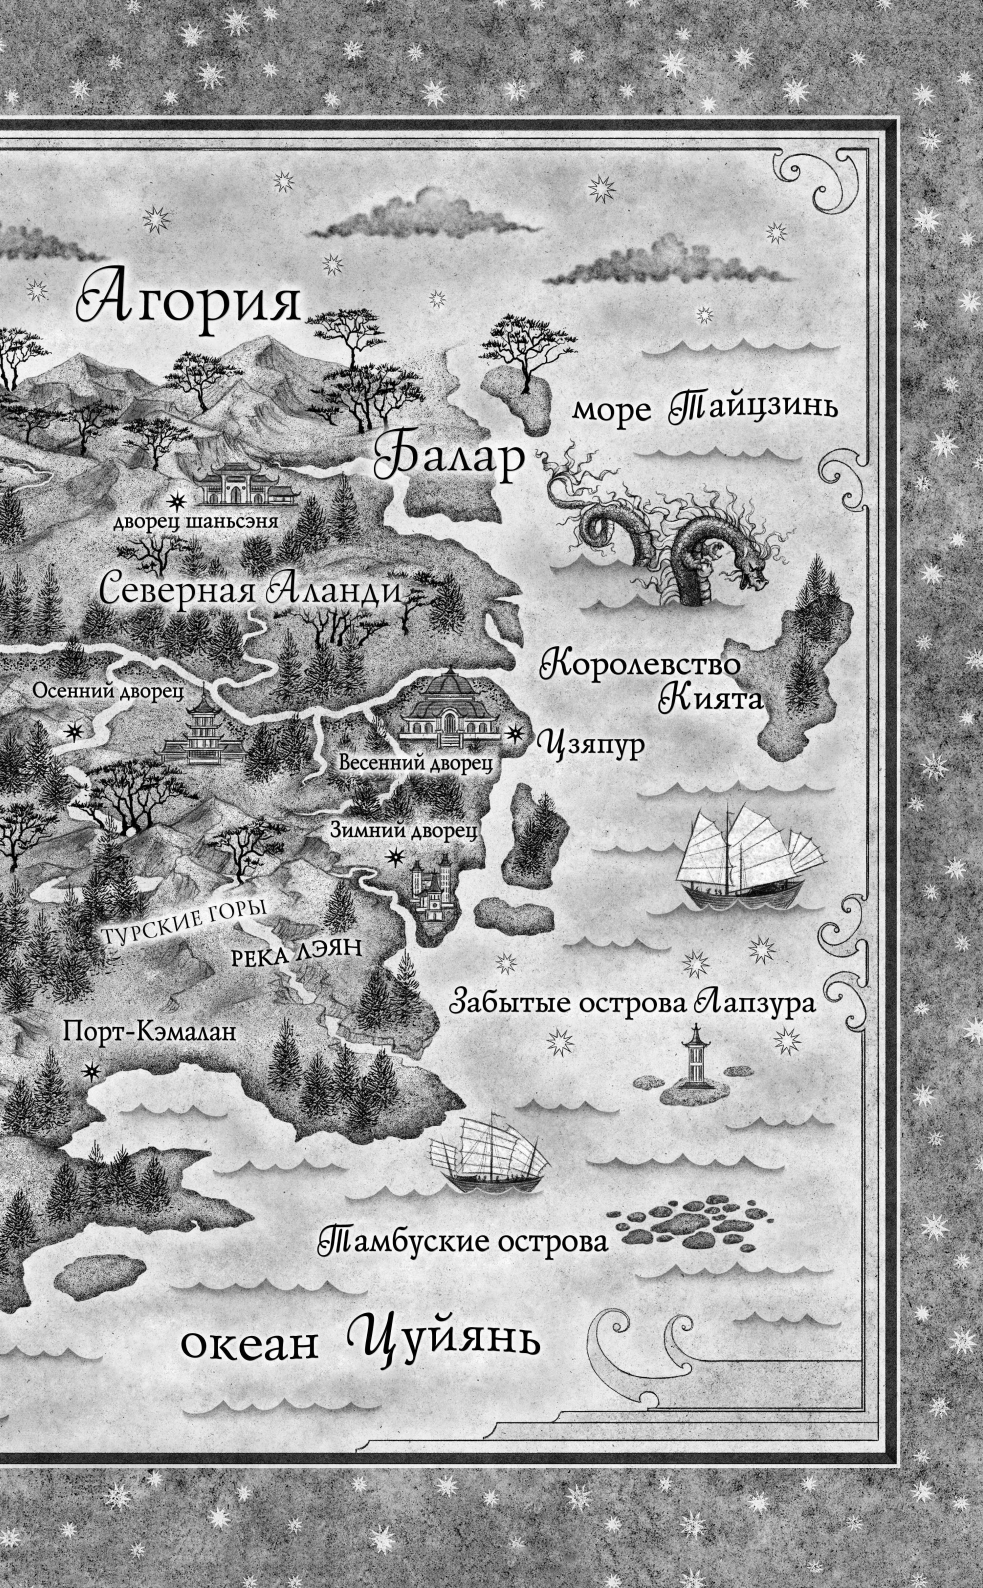 Агория
море Тайцзинь
Балар
дворец шаньсэня
Северная Аланди
Королевство
Кията
Осенний дворец
Цзяпур
Весенний дворец
Зимний дворец
ТУРСКИЕ ГОРЫ
РЕКА ЛЭЯН
Забытые острова Лапзура
Порт-Кэмалан
Тамбуские острова
океан Цуйянь